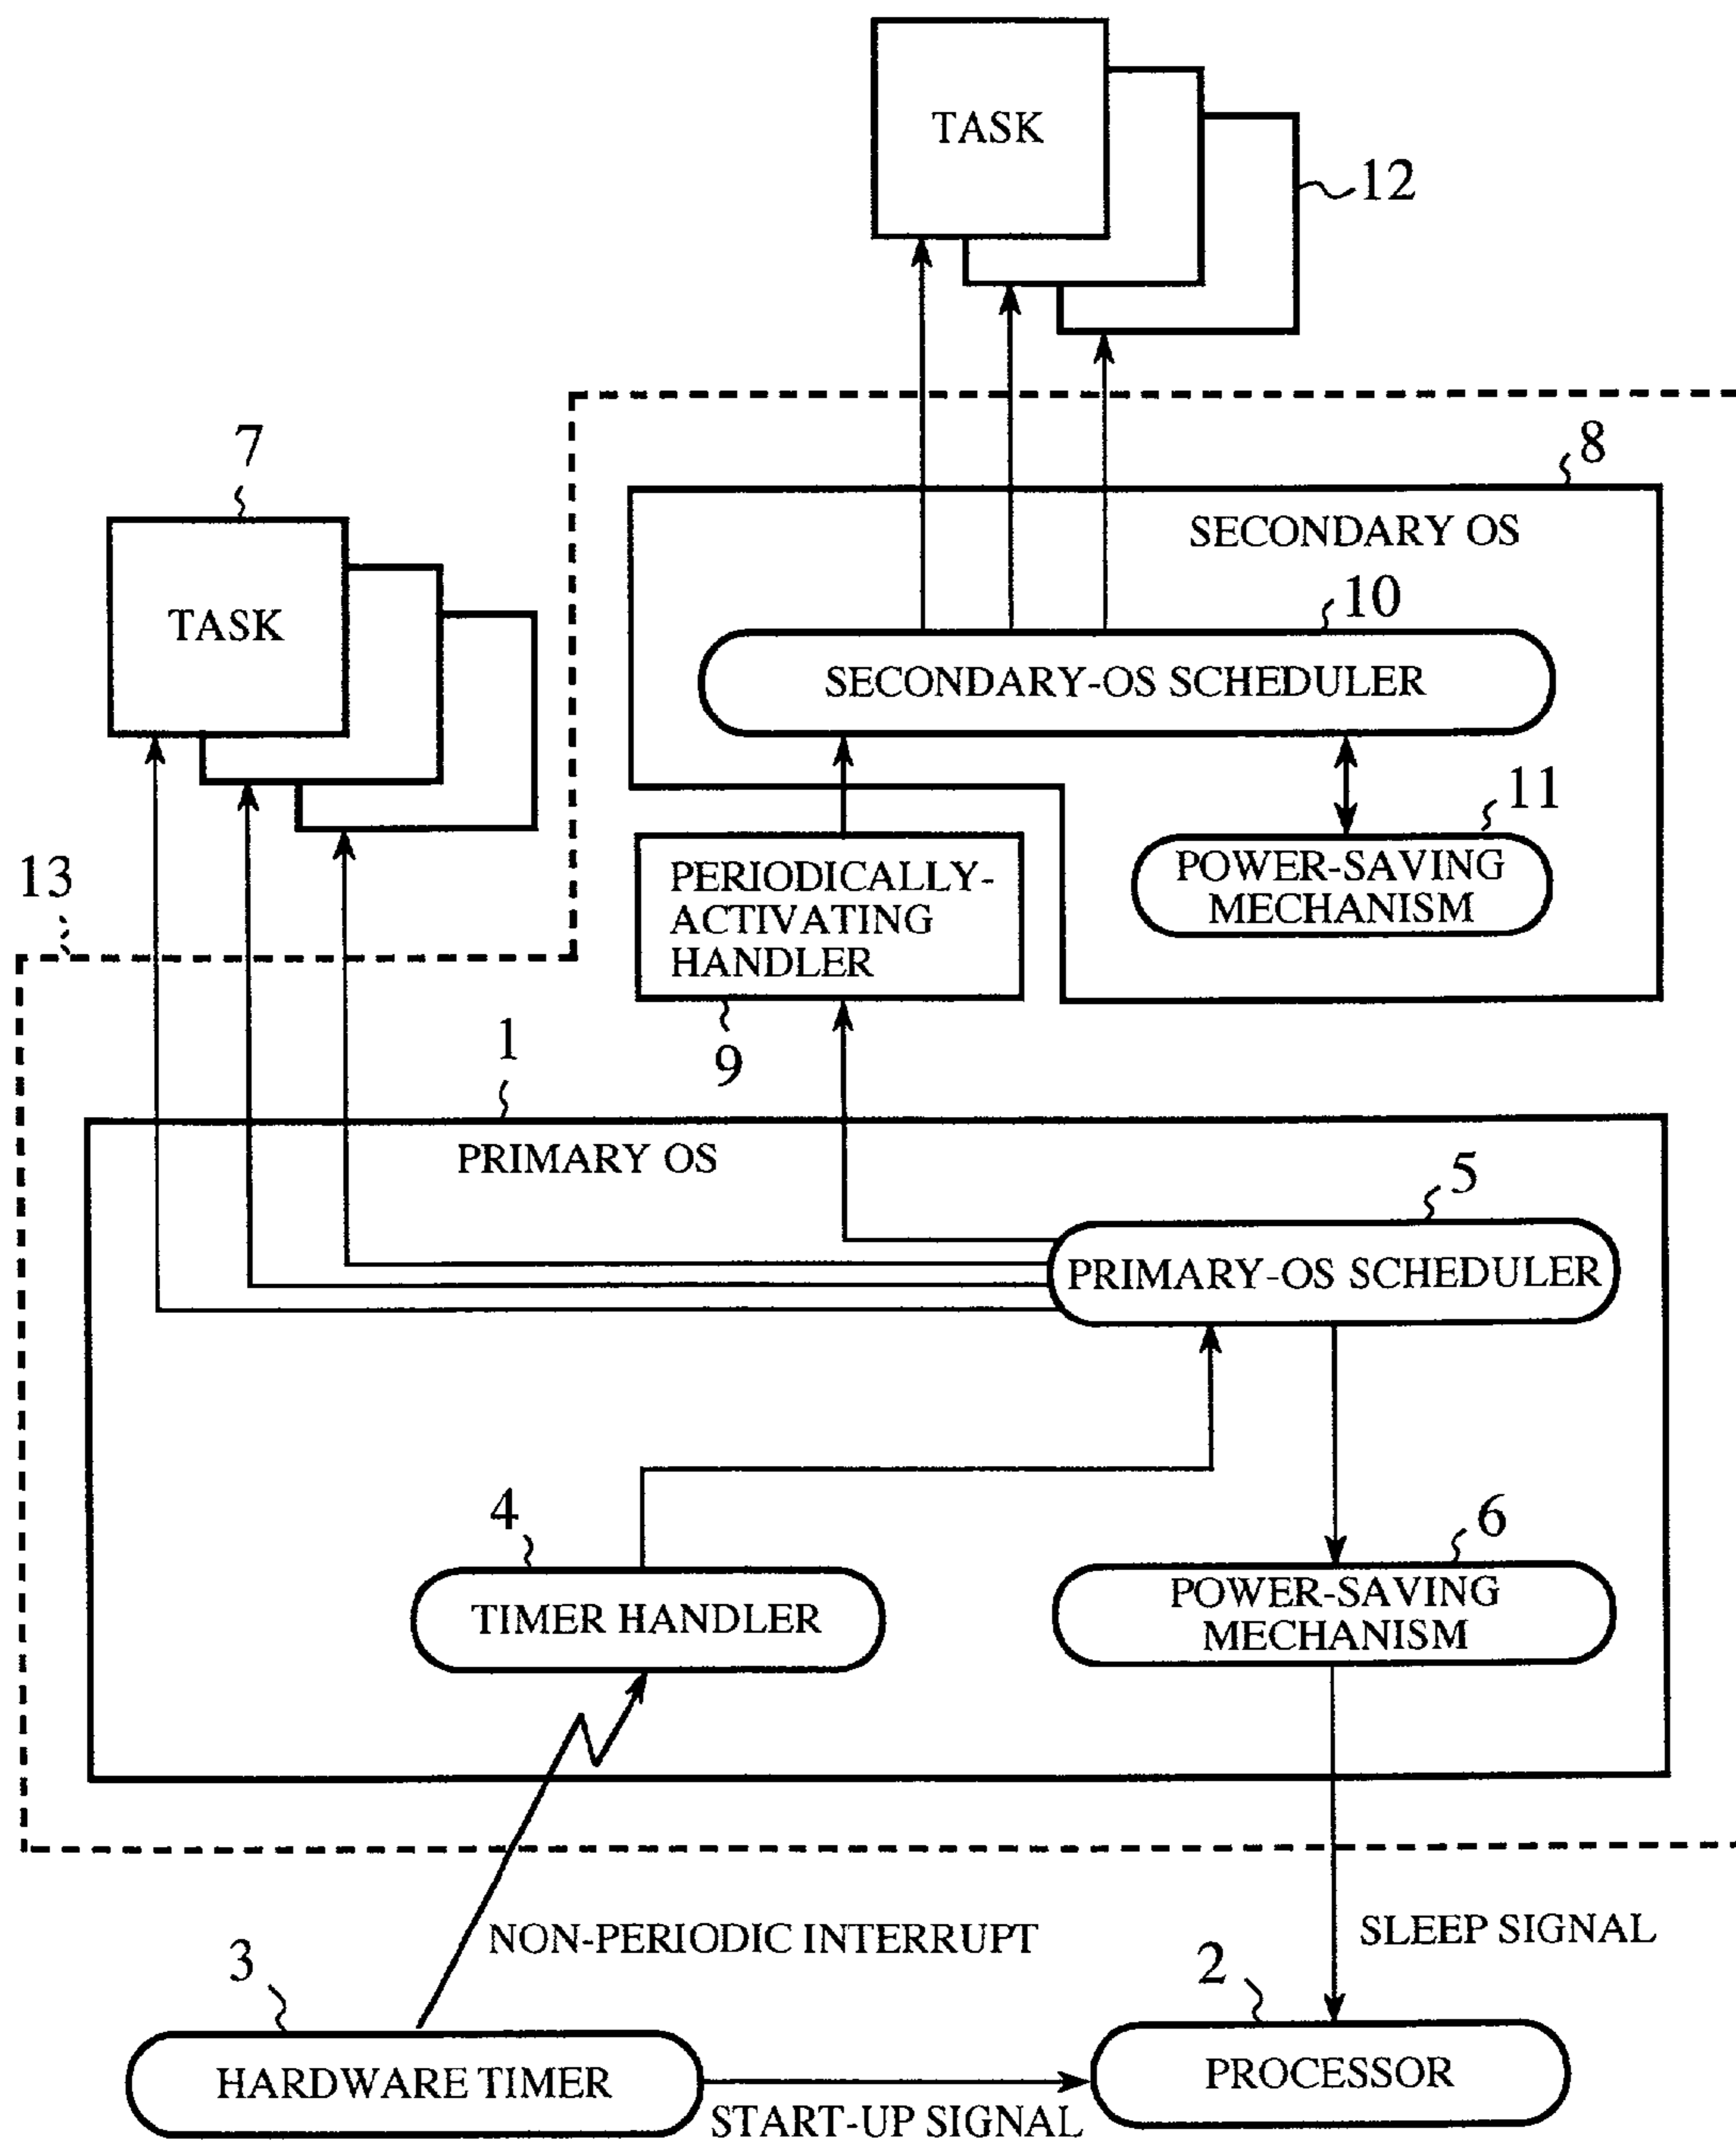 TASK
12
7
8
SECONDARY OS
10
TASK
SECONDARY-OS SCHEDULER
11
13
PERIODICALLY-
ACTIVATING
HANDLER
POWER-SAVING
MECHANISM
1
9
PRIMARY OS
5
PRIMARY-OS SCHEDULER
4
6
TIMER HANDLER
POWER-SAVING
MECHANISM
NON-PERIODIC INTERRUPT
SLEEP SIGNAL
3
2
HARDWARE TIMER
PROCESSOR
START-UP SIGNAL